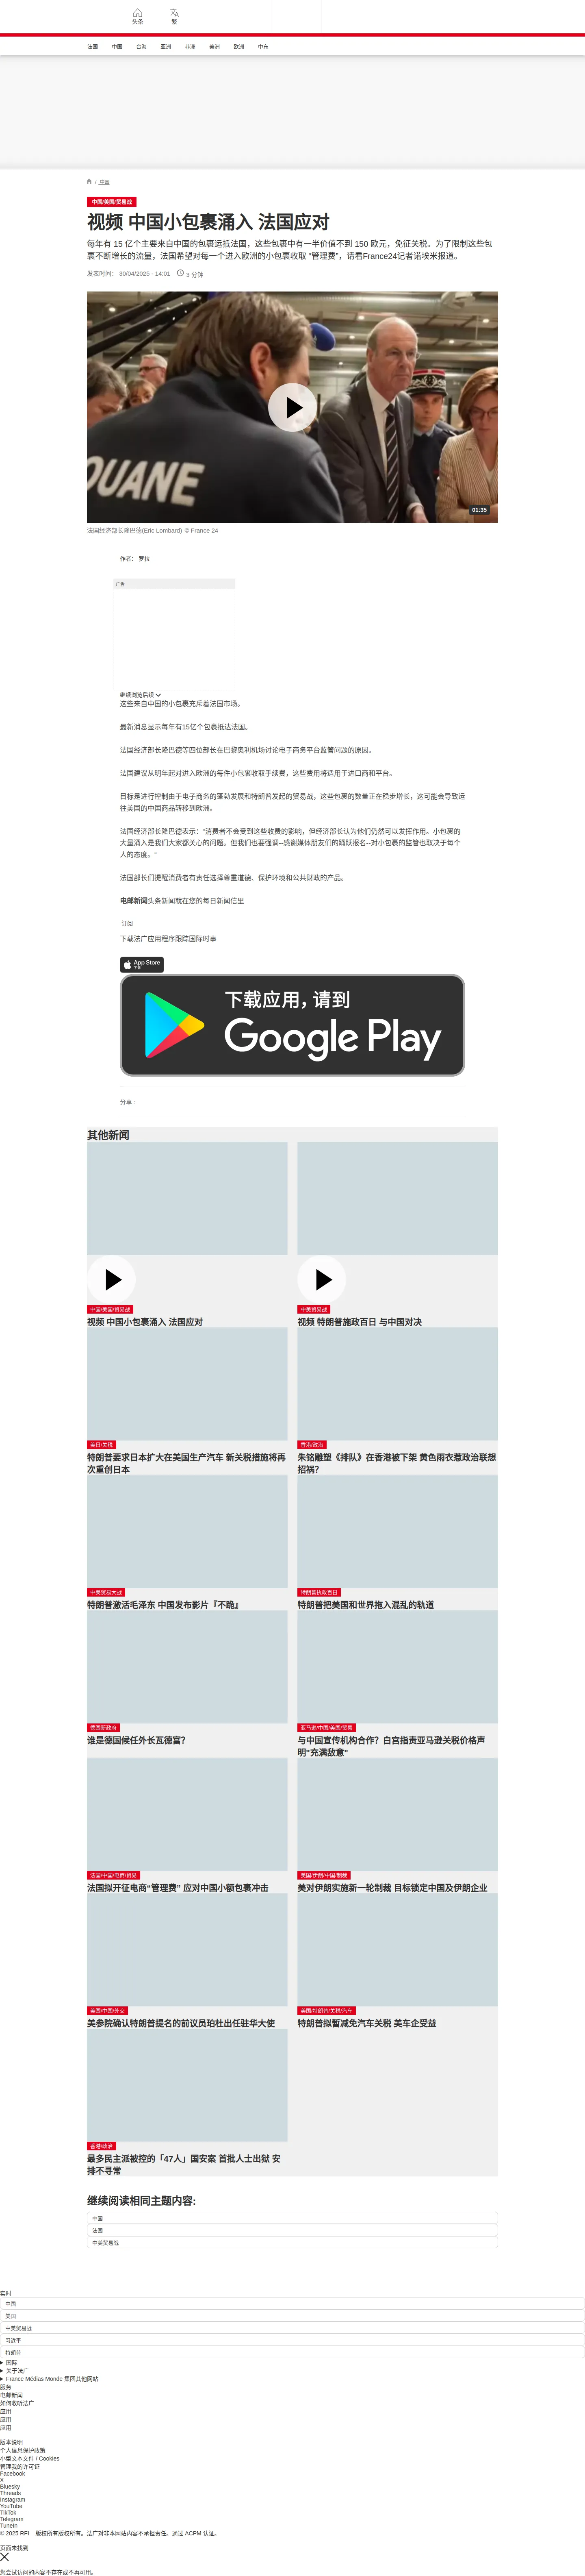 头条
繁
法国
中国
台海
亚洲
非洲
美洲
欧洲
中东
/ 中国
中国/美国/贸易战
视频 中国小包裹涌入 法国应对
每年有 15 亿个主要来自中国的包裹运抵法国，这些包裹中有一半价值不到 150 欧元，免征关税。为了限制这些包
裹不断增长的流量，法国希望对每一个进入欧洲的小包裹收取 “管理费”，请看France24记者诺埃米报道。
发表时间： 30/04/2025 - 14:01
3 分钟
OUANE
01:35
法国经济部长隆巴德(Eric Lombard) © France 24
作者： 罗拉
广告
继续浏览后续
这些来自中国的小包裹充斥着法国市场。
最新消息显示每年有15亿个包裹抵达法国。
法国经济部长隆巴德等四位部长在巴黎奥利机场讨论电子商务平台监管问题的原因。
法国建议从明年起对进入欧洲的每件小包裹收取手续费，这些费用将适用于进口商和平台。
目标是进行控制由于电子商务的蓬勃发展和特朗普发起的贸易战，这些包裹的数量正在稳步增长，这可能会导致运
往美国的中国商品转移到欧洲。
法国经济部长隆巴德表示："消费者不会受到这些收费的影响，但经济部长认为他们仍然可以发挥作用。小包裹的
大量涌入是我们大家都关心的问题。但我们也要强调--感谢媒体朋友们的踊跃报名--对小包裹的监管也取决于每个
人的态度。"
法国部长们提醒消费者有责任选择尊重道德、保护环境和公共财政的产品。
电邮新闻头条新闻就在您的每日新闻信里
订阅
下载法广应用程序跟踪国际时事
App Store
下载
下载应用，请到
Google Play
分享 :
其他新闻
中国/美国/贸易战
视频 中国小包裹涌入 法国应对
中美贸易战
视频 特朗普施政百日 与中国对决
美日/关税
特朗普要求日本扩大在美国生产汽车 新关税措施将再
次重创日本
香港/政治
朱铭雕塑《排队》在香港被下架 黄色雨衣惹政治联想
招祸？
中美贸易大战
特朗普激活毛泽东 中国发布影片『不跪』
特朗普执政百日
特朗普把美国和世界拖入混乱的轨道
德国新政府
谁是德国候任外长瓦德富？
亚马逊/中国/美国/贸易
与中国宣传机构合作？白宫指责亚马逊关税价格声
明"充满敌意"
法国/中国/电商/贸易
法国拟开征电商“管理费” 应对中国小额包裹冲击
美国/伊朗/中国/制裁
美对伊朗实施新一轮制裁 目标锁定中国及伊朗企业
美国/中国/外交
美参院确认特朗普提名的前议员珀杜出任驻华大使
美国/特朗普/关税/汽车
特朗普拟暂减免汽车关税 美车企受益
香港/政治
最多民主派被控的「47人」国安案 首批人士出狱 安
排不寻常
继续阅读相同主题内容:
中国
法国
中美贸易战
实时
中国
美国
中美贸易战
习近平
特朗普
国际
关于法广
France Médias Monde 集团其他网站
服务
电邮新闻
如何收听法广
应用
应用
应用
版本说明
个人信息保护政策
小型文本文件 / Cookies
管理我的许可证
Facebook
X
Bluesky
Threads
Instagram
YouTube
TikTok
Telegram
TuneIn
© 2025 RFI – 版权所有版权所有。法广对非本网站内容不承担责任。通过 ACPM 认证。
页面未找到
您尝试访问的内容不存在或不再可用。